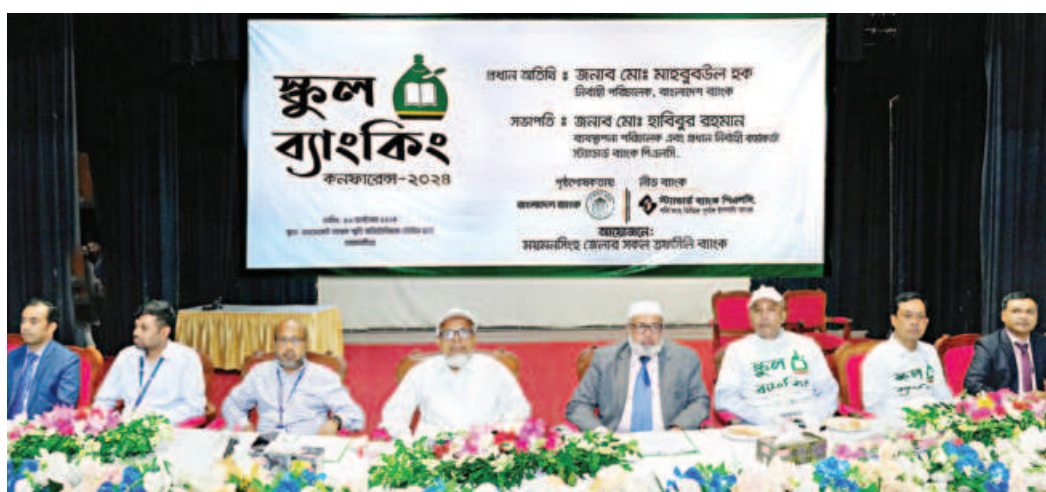 স্কুল
ব্যাংকিং
কনফারেন্স-২০২৪
প্রধান অতিথি ঃ জনাব মোঃ মাহবুবউল হক
নির্বাহী পরিচালক, বাংলাদেশ ব্যাংক
সভাপতি ঃ জনাব মোঃ হাবিবুর রহমান
ব্যবস্থাপনা পরিচালক এবং প্রধান নির্বাহী কর্মকর্তা
স্ট্যান্ডার্ড ব্যাংক পিএলসি.
পৃষ্ঠপোষকতায়
বাংলাদেশ ব্যাংক
লিড ব্যাংক
স্ট্যান্ডার্ড ব্যাংক পিএলসি.
আয়োজনে:
ময়মনসিংহ জেলার সকল তফসিলি ব্যাংক
স্কুল
স্কুল